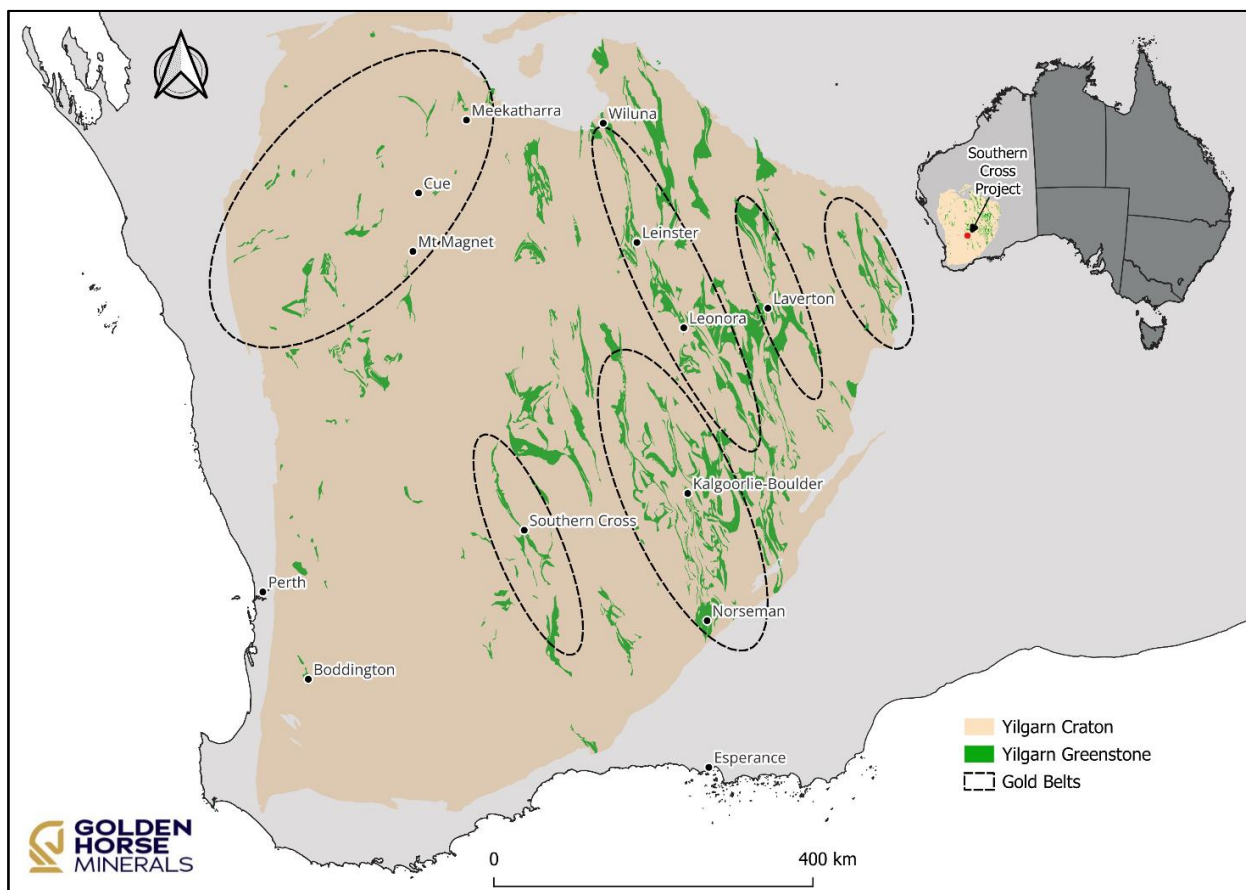 Meekatharra
Wiluna
Southern
Cross
Project
Cue
Leinster
Mt Magnet
Laverton
Leonora
Kalgoorlie-Boulder
Southern Cross
Perth
Norseman
Boddington
Yilgarn Craton
Yilgarn Greenstone
Esperance
Gold Belts
GOLDEN
HORSE
MINERALS
0 400 km